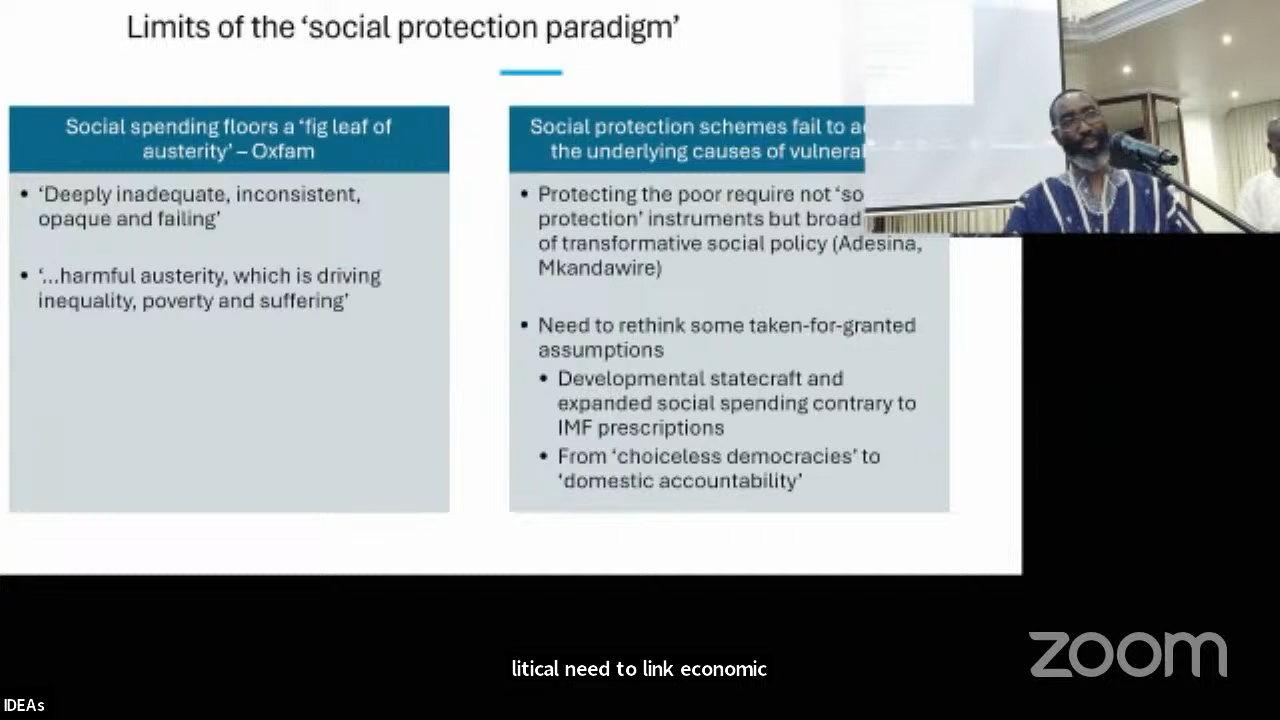 Limits of the ‘social protection paradigm’
Social spending floors a ‘fig leaf of
austerity’ – Oxfam
• ‘Deeply inadequate, inconsistent,
opaque and failing’
• ‘...harmful austerity, which is driving
inequality, poverty and suffering’
Social protection schemes fail to
the underlying causes of
• Protecting the poor require not
protection’ instruments but broad
of transformative social policy (Adesina,
Mkandawire)
• Need to rethink some taken-for-granted
assumptions
• Developmental statecraft and
expanded social spending contrary to
IMF prescriptions
• From ‘choiceless democracies’ to
‘domestic accountability’
zoom
litical need to link economic
IDEAs